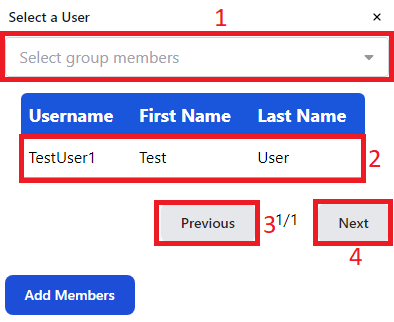 Select a User × 1
Select group members
Username First Name Last Name
TestUser1 Test User 2
Previous 3 1/1 Next
4
Add Members